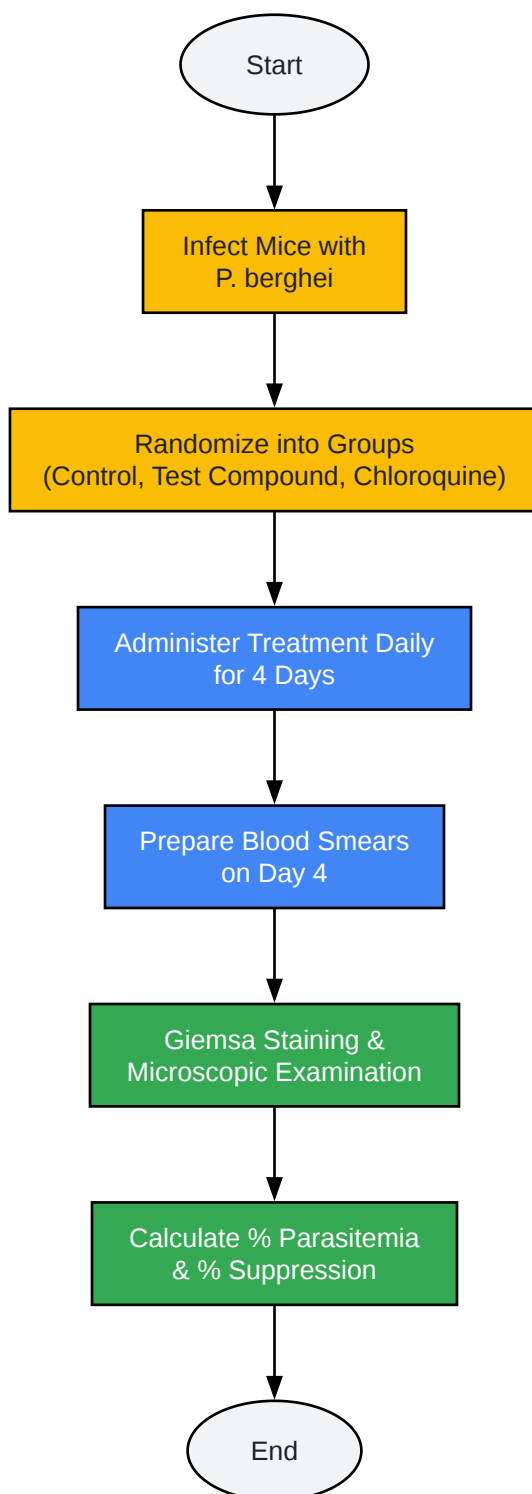 Start
Infect Mice with
P. berghei
Randomize into Groups
(Control, Test Compound, Chloroquine)
Administer Treatment Daily
for 4 Days
Prepare Blood Smears
on Day 4
Giemsa Staining &
Microscopic Examination
Calculate % Parasitemia
& % Suppression
End